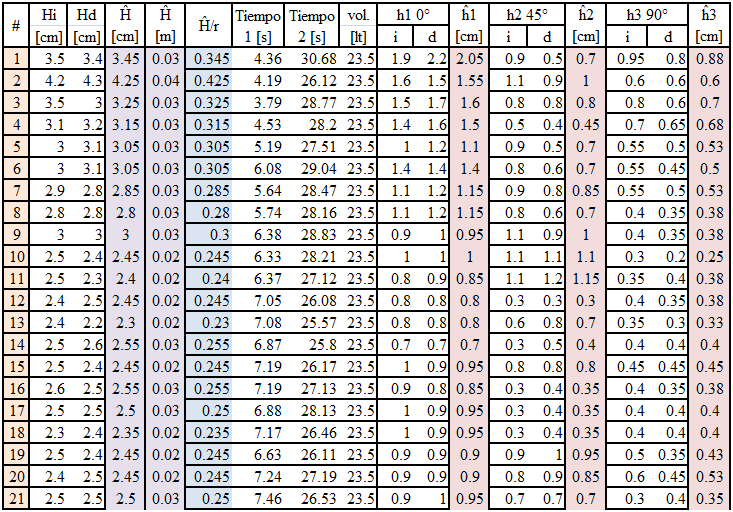 # Hi Hd Ĥ Ĥ Ĥ/r Tiempo Tiempo vol. h1 0° ĥ1 h2 45° ĥ2 h3 90° ĥ3
[cm] [cm] [cm] [m] 1 [s] 2 [s] [lt] i d [cm] i d [cm] i d [cm]
1 3.5 3.4 3.45 0.03 0.345 4.36 30.68 23.5 1.9 2.2 2.05 0.9 0.5 0.7 0.95 0.8 0.88
2 4.2 4.3 4.25 0.04 0.425 4.19 26.12 23.5 1.6 1.5 1.55 1.1 0.9 1 0.6 0.6 0.6
3 3.5 3 3.25 0.03 0.325 3.79 28.77 23.5 1.5 1.7 1.6 0.8 0.8 0.8 0.8 0.6 0.7
4 3.1 3.2 3.15 0.03 0.315 4.53 28.2 23.5 1.4 1.6 1.5 0.5 0.4 0.45 0.7 0.65 0.68
5 3 3.1 3.05 0.03 0.305 5.19 27.51 23.5 1 1.2 1.1 0.9 0.5 0.7 0.55 0.5 0.53
6 3 3.1 3.05 0.03 0.305 6.08 29.04 23.5 1.4 1.4 1.4 0.8 0.6 0.7 0.55 0.45 0.5
7 2.9 2.8 2.85 0.03 0.285 5.64 28.47 23.5 1.1 1.2 1.15 0.9 0.8 0.85 0.55 0.5 0.53
8 2.8 2.8 2.8 0.03 0.28 5.74 28.16 23.5 1.1 1.2 1.15 0.8 0.6 0.7 0.4 0.35 0.38
9 3 3 3 0.03 0.3 6.38 28.83 23.5 0.9 1 0.95 1.1 0.9 1 0.4 0.35 0.38
10 2.5 2.4 2.45 0.02 0.245 6.33 28.21 23.5 1 1 1 1.1 1.1 1.1 0.3 0.2 0.25
11 2.5 2.3 2.4 0.02 0.24 6.37 27.12 23.5 0.8 0.9 0.85 1.1 1.2 1.15 0.35 0.4 0.38
12 2.4 2.5 2.45 0.02 0.245 7.05 26.08 23.5 0.8 0.8 0.8 0.3 0.3 0.3 0.4 0.35 0.38
13 2.4 2.2 2.3 0.02 0.23 7.08 25.57 23.5 0.8 0.8 0.8 0.6 0.8 0.7 0.35 0.3 0.33
14 2.5 2.6 2.55 0.03 0.255 6.87 25.8 23.5 0.7 0.7 0.7 0.3 0.5 0.4 0.4 0.4 0.4
15 2.5 2.4 2.45 0.02 0.245 7.19 26.17 23.5 1 0.9 0.95 0.8 0.8 0.8 0.45 0.45 0.45
16 2.6 2.5 2.55 0.03 0.255 7.19 27.13 23.5 0.9 0.8 0.85 0.3 0.4 0.35 0.4 0.35 0.38
17 2.5 2.5 2.5 0.03 0.25 6.88 28.13 23.5 1 0.9 0.95 0.3 0.4 0.35 0.4 0.4 0.4
18 2.3 2.4 2.35 0.02 0.235 7.17 26.46 23.5 1 0.9 0.95 0.3 0.4 0.35 0.4 0.4 0.4
19 2.5 2.4 2.45 0.02 0.245 6.63 26.11 23.5 0.9 0.9 0.9 0.9 1 0.95 0.5 0.35 0.43
20 2.4 2.5 2.45 0.02 0.245 7.24 27.19 23.5 0.9 0.9 0.9 0.8 0.9 0.85 0.6 0.45 0.53
21 2.5 2.5 2.5 0.03 0.25 7.46 26.53 23.5 0.9 1 0.95 0.7 0.7 0.7 0.3 0.4 0.35